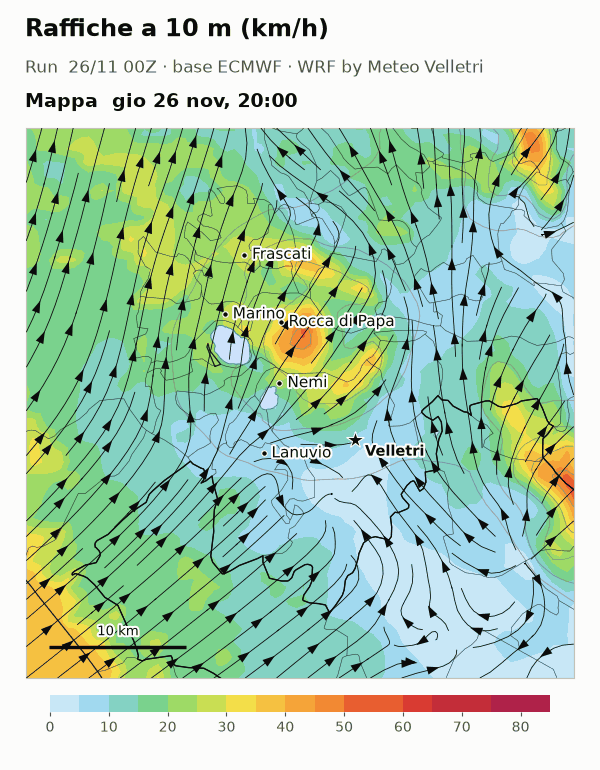 Raffiche a 10 m (km/h)
Run  26/11 00Z · base ECMWF · WRF by Meteo Velletri
Mappa  gio 26 nov, 20:00
Frascati
Marino
Rocca di Papa
Nemi
Velletri
Lanuvio
10 km
0 10 20 30 40 50 60 70 80